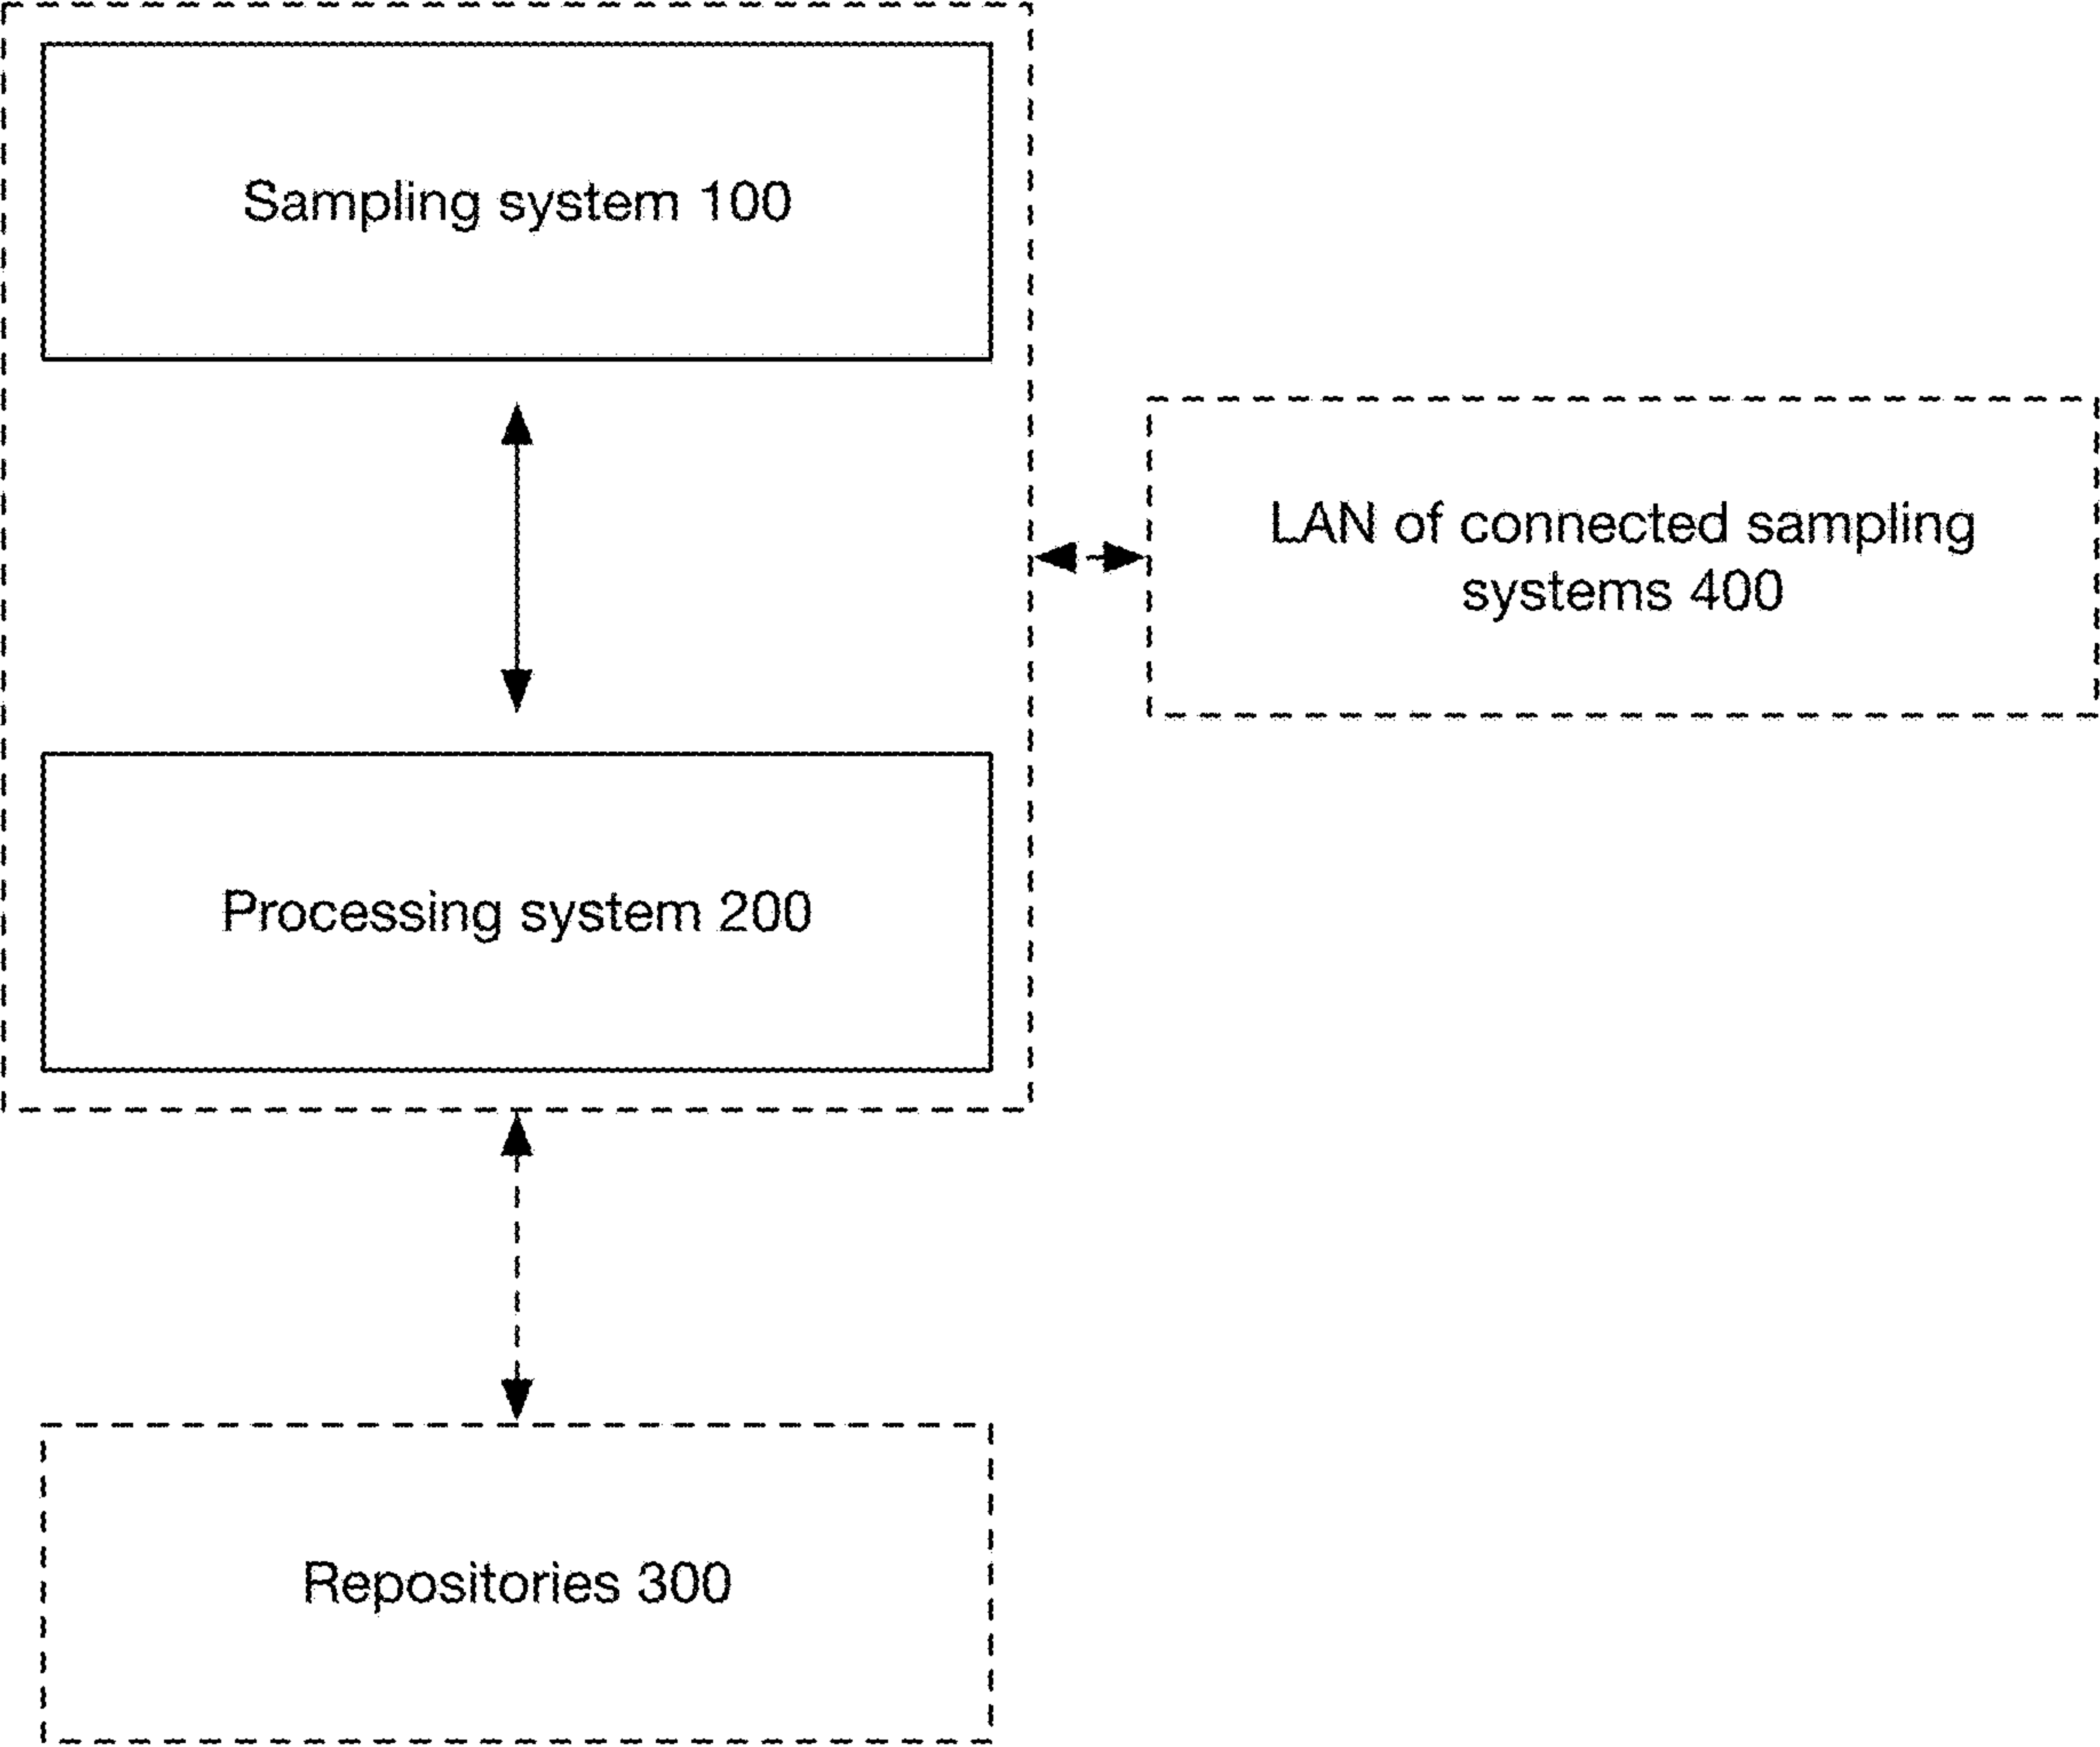 Sampling system 100
LAN of connected sampling
systems 400
Processing system 200
Repositories 300